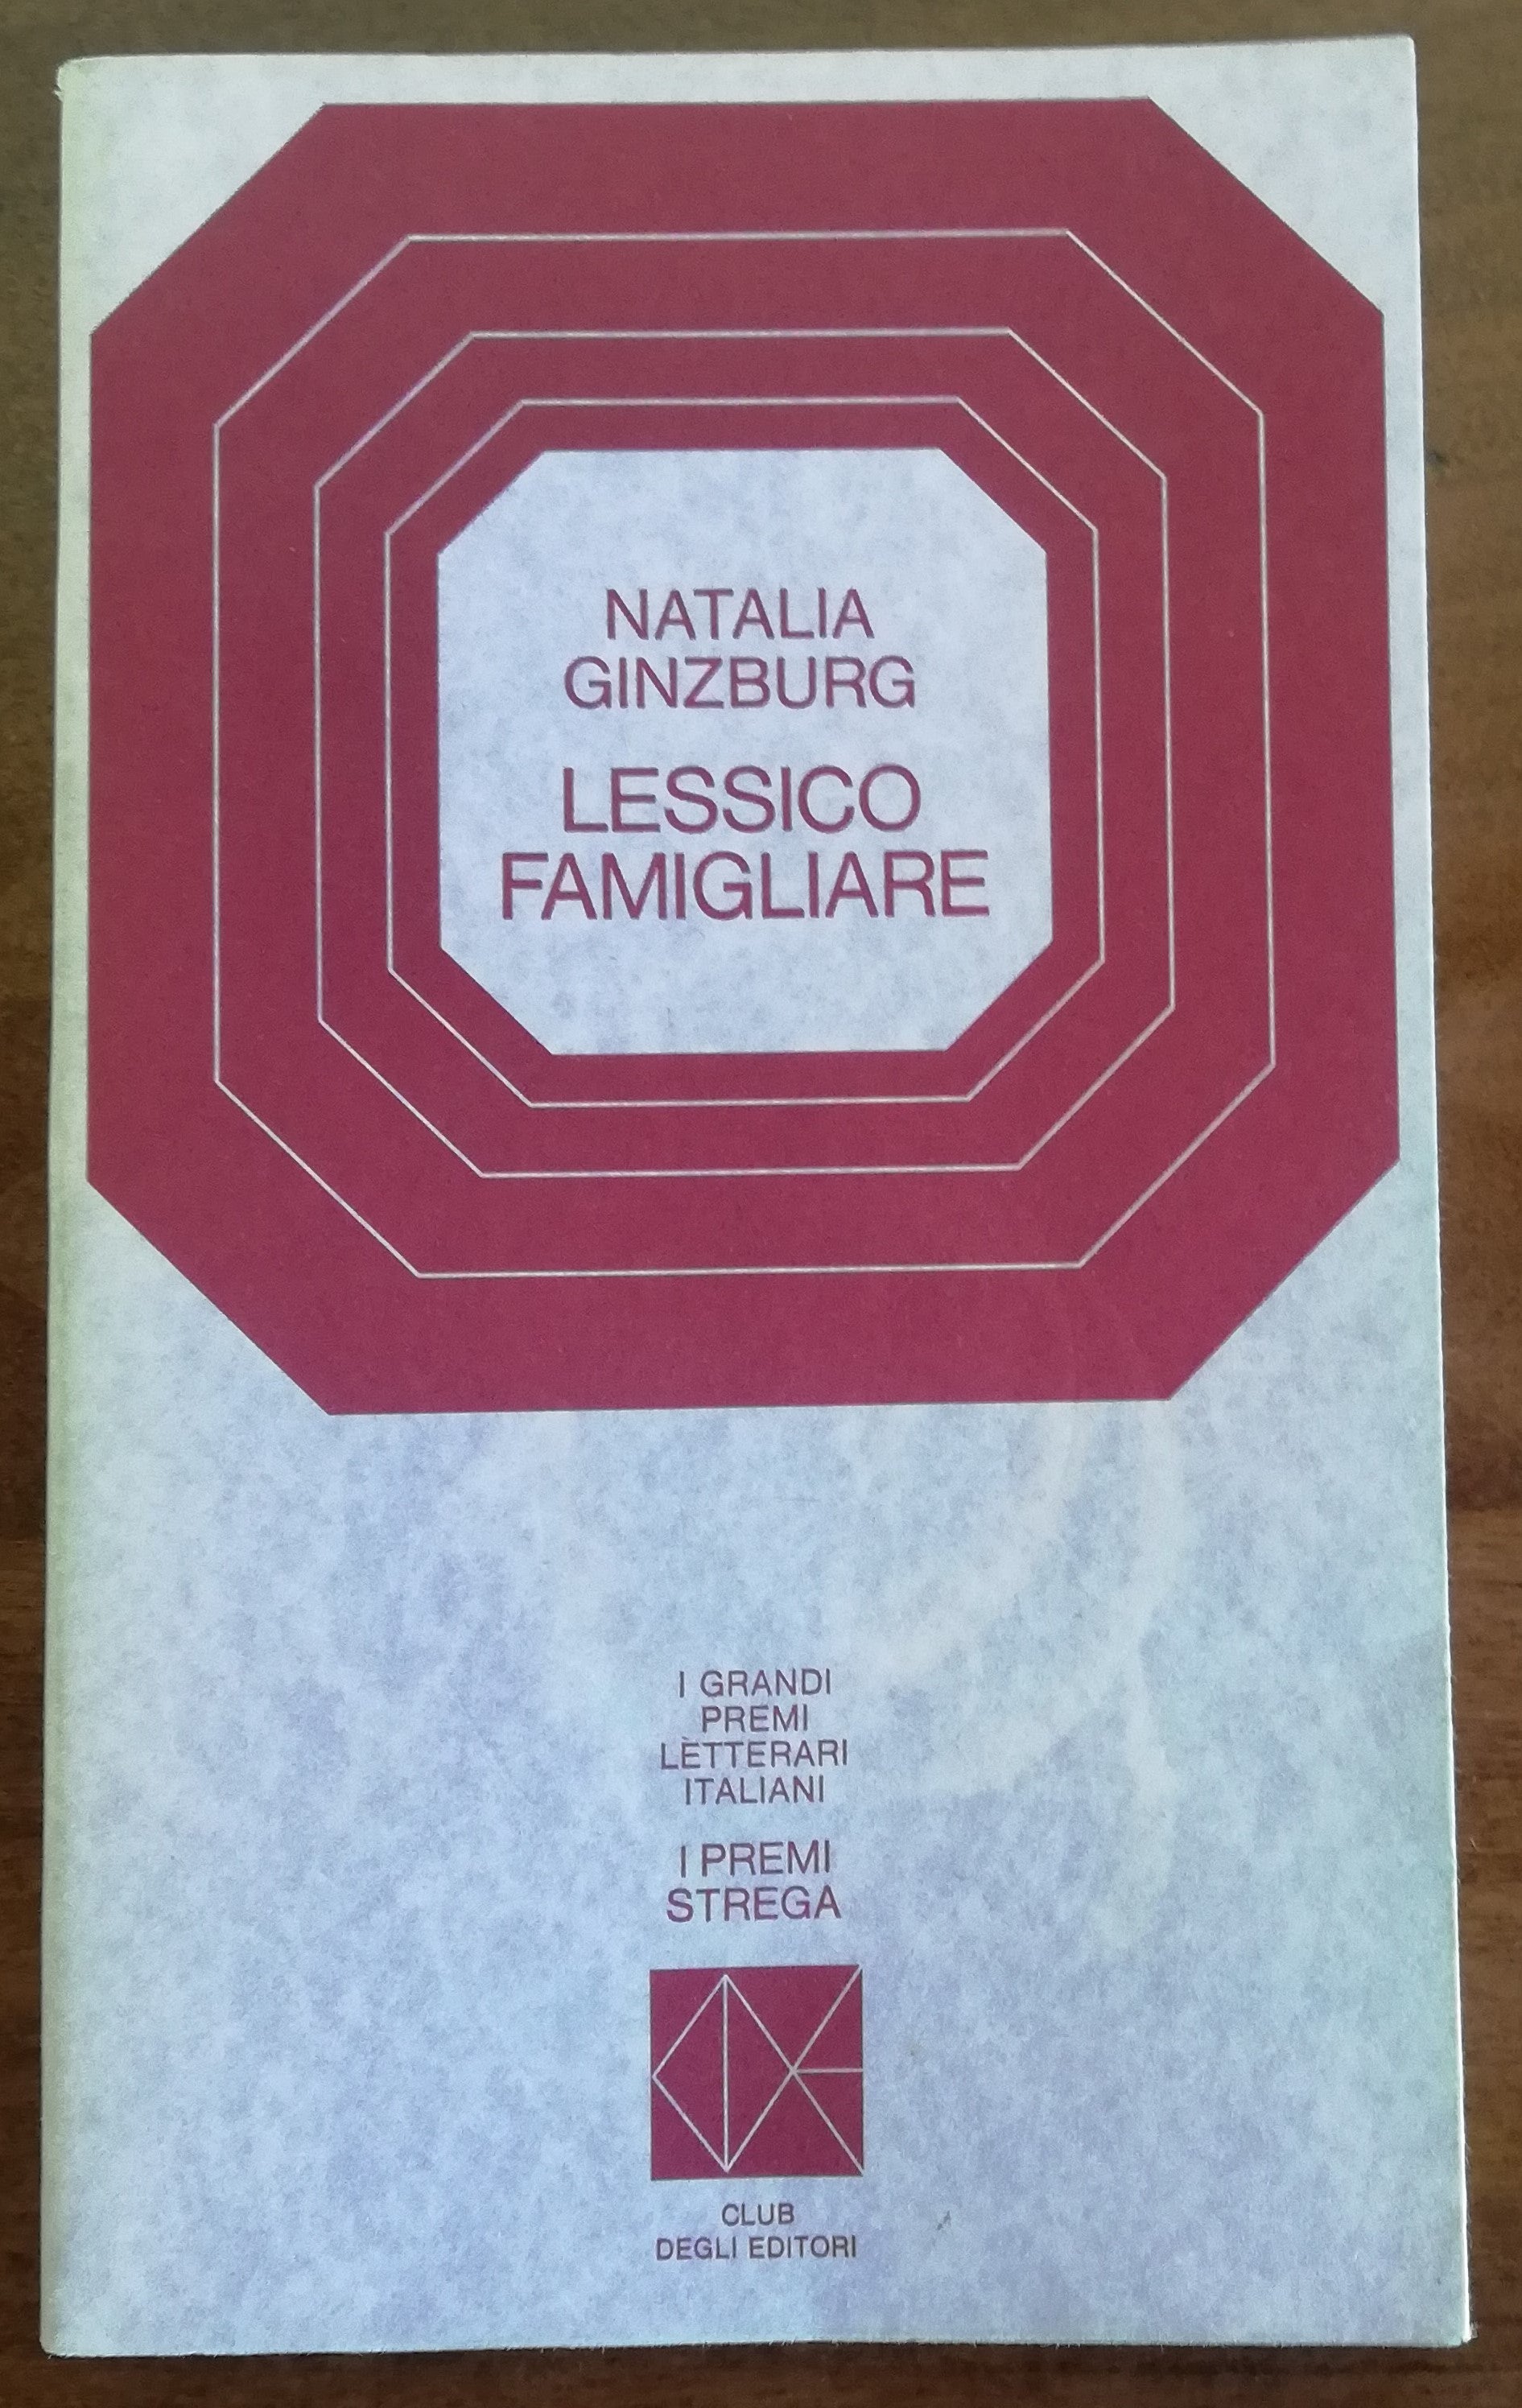 NATALIA
GINZBURG
LESSICO
FAMIGLIARE
I GRANDI
PREMI
LETTERARI
ITALIANI
I PREMI
STREGA
CLUB
DEGLI EDITORI